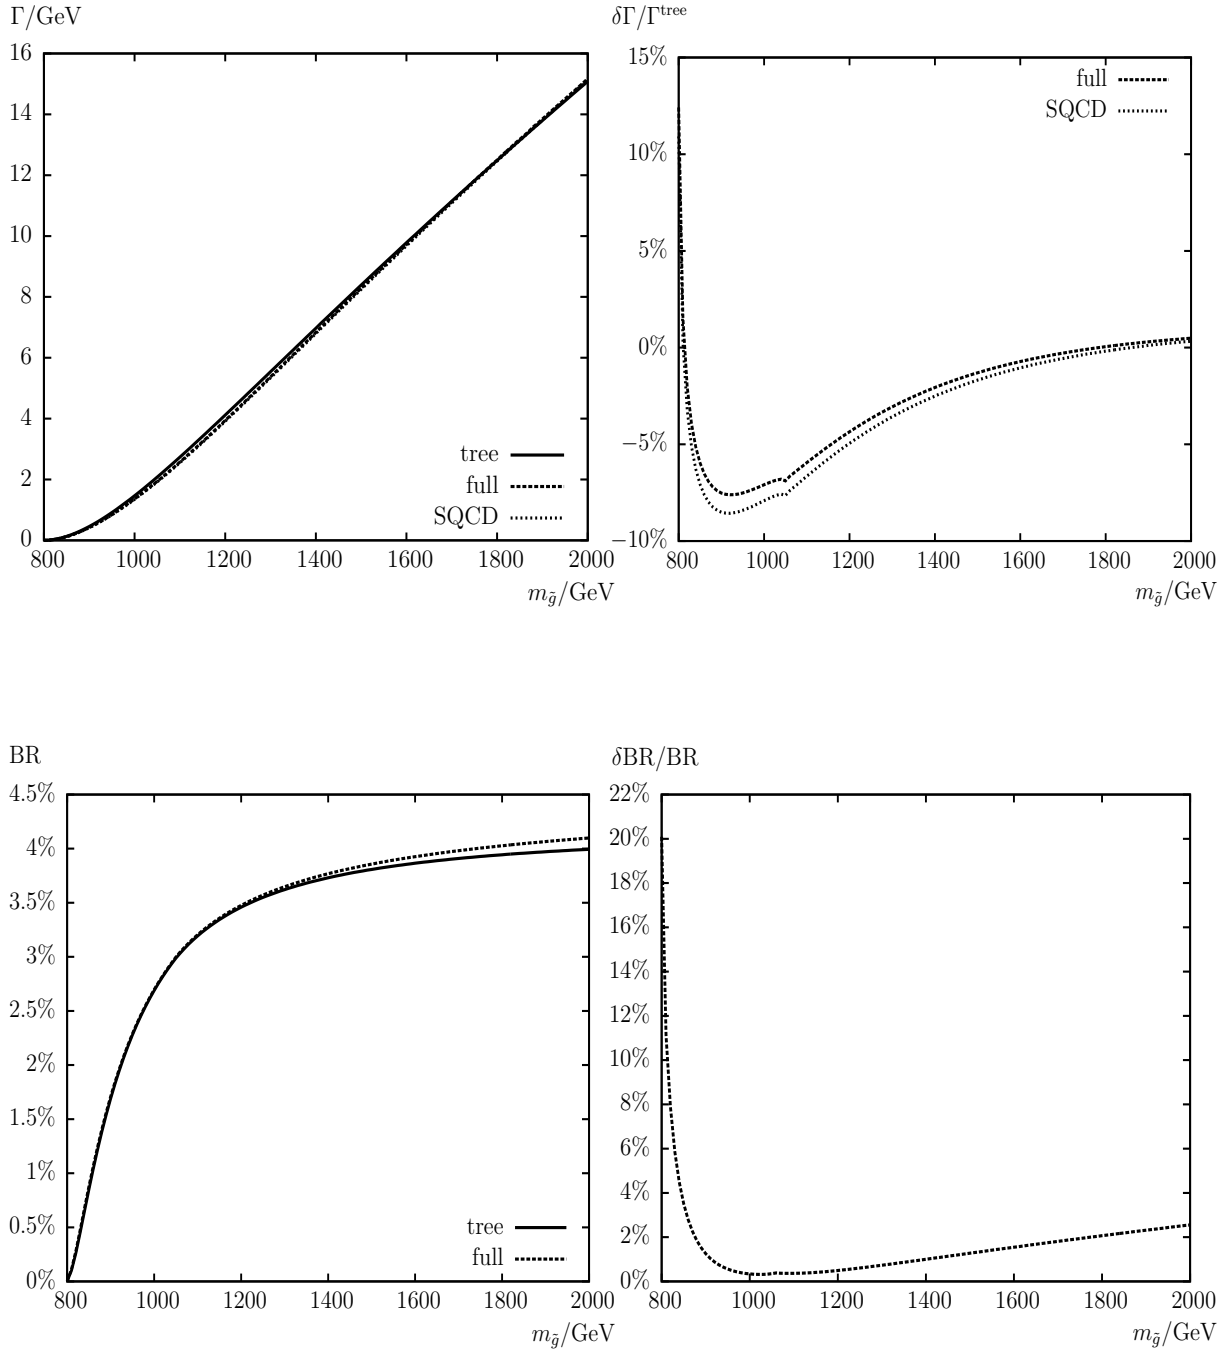 Γ/GeV
16
14
12
10
8
6
4
2
0
tree
full
SQCD
800 1000 1200 1400 1600 1800 2000
m_g̃/GeV
δΓ/Γ^tree
15%
10%
5%
0%
−5%
−10%
full
SQCD
800 1000 1200 1400 1600 1800 2000
m_g̃/GeV
BR
4.5%
4%
3.5%
3%
2.5%
2%
1.5%
1%
0.5%
0%
tree
full
800 1000 1200 1400 1600 1800 2000
m_g̃/GeV
δBR/BR
22%
20%
18%
16%
14%
12%
10%
8%
6%
4%
2%
0%
800 1000 1200 1400 1600 1800 2000
m_g̃/GeV